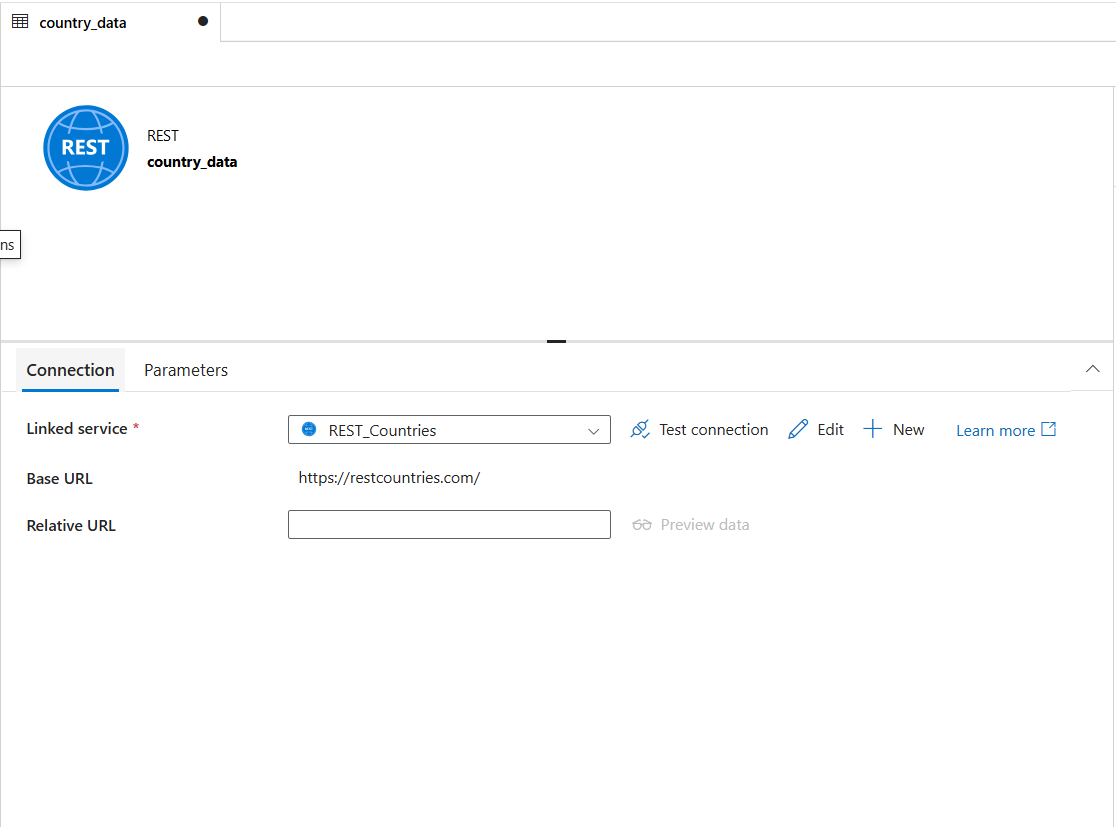 country_data
REST
REST
country_data
ns
Connection Parameters
Linked service * REST_Countries Test connection Edit New Learn more
Base URL https://restcountries.com/
Relative URL Preview data